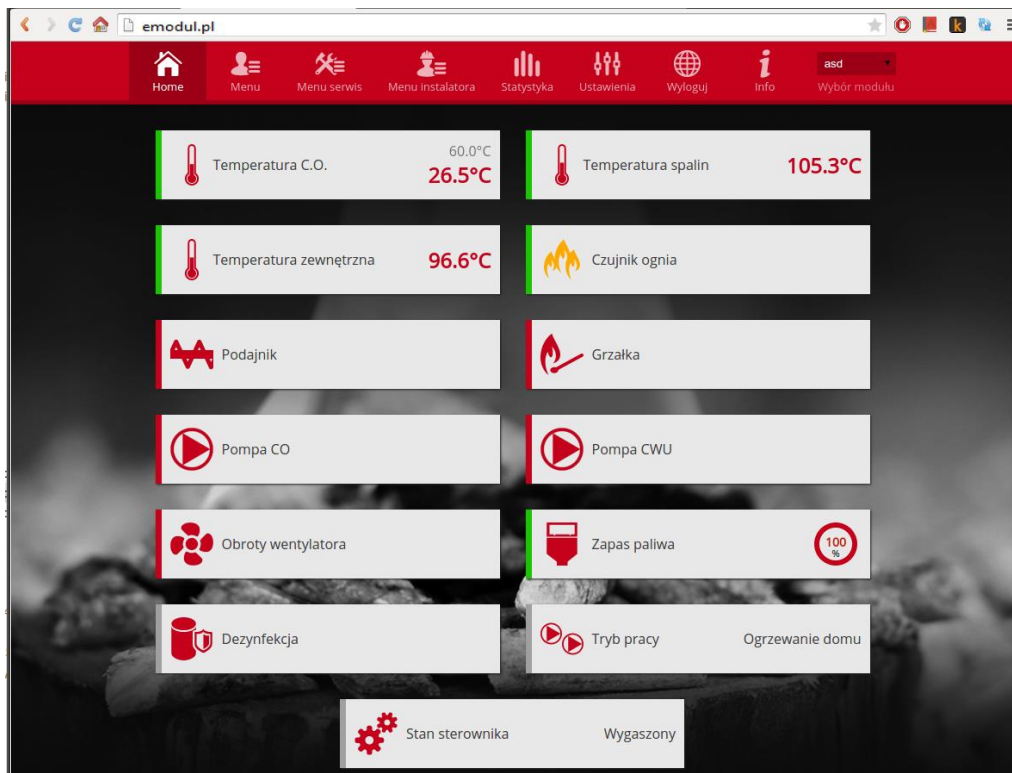 emodul.pl
k
Home
Menu
Menu serwis
Menu instalatora
Statystyka
Ustawienia
Wyloguj
Info
asd
Wybór modułu
Temperatura C.O.
60.0°C
26.5°C
Temperatura spalin
105.3°C
Temperatura zewnętrzna
96.6°C
Czujnik ognia
Podajnik
Grzałka
Pompa CO
Pompa CWU
Obroty wentylatora
Zapas paliwa
100
%
Dezynfekcja
Tryb pracy
Ogrzewanie domu
Stan sterownika
Wygaszony